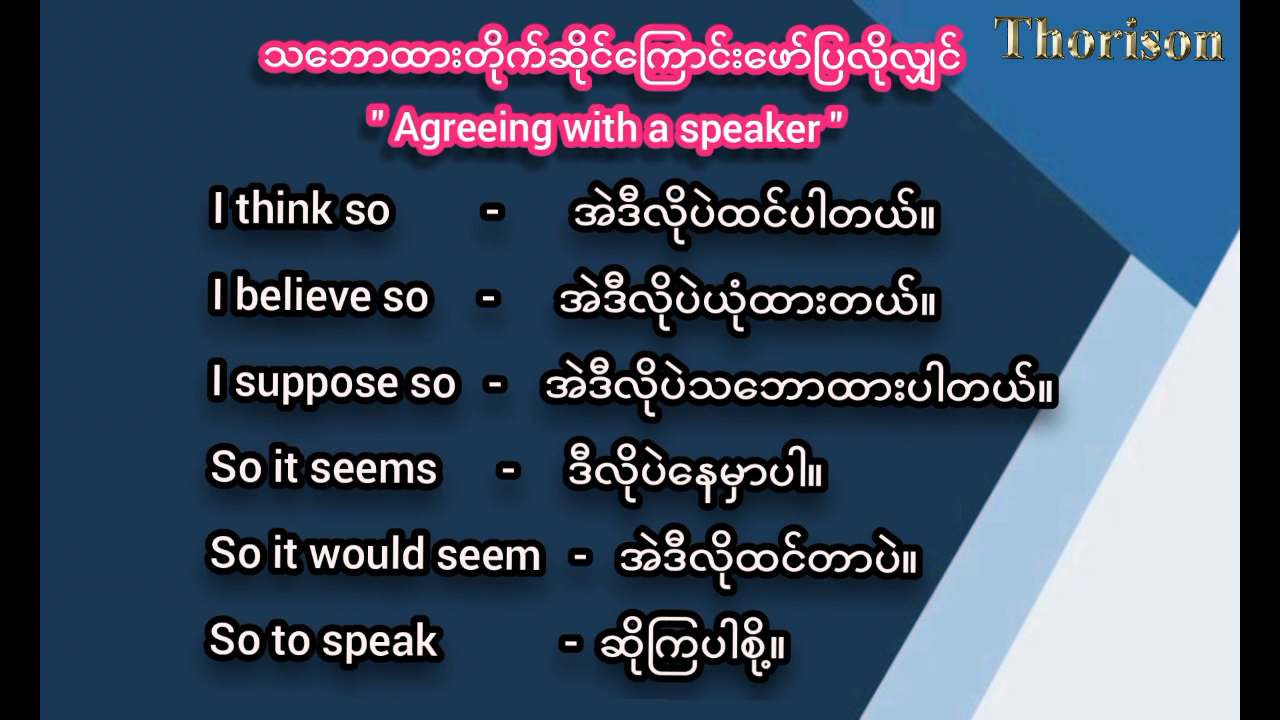 Thorison
သဘောထားတိုက်ဆိုင်ကြောင်းဖော်ပြလိုလျှင်
" Agreeing with a speaker "
I think so - အဲဒီလိုပဲထင်ပါတယ်။
I believe so - အဲဒီလိုပဲယုံထားတယ်။
I suppose so - အဲဒီလိုပဲသဘောထားပါတယ်။
So it seems - ဒီလိုပဲနေမှာပါ။
So it would seem - အဲဒီလိုထင်တာပဲ။
So to speak - ဆိုကြပါစို့။